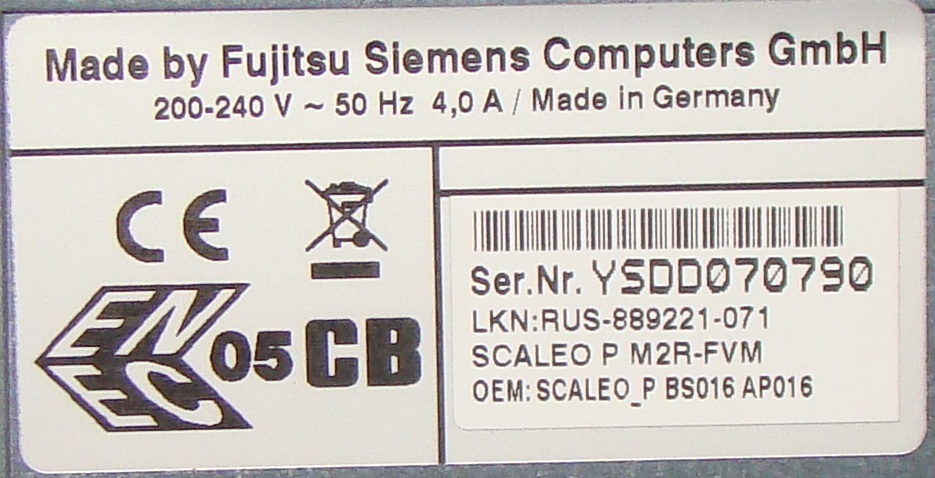 Made by Fujitsu Siemens Computers GmbH
200-240 V ~ 50 Hz 4,0 A / Made in Germany
CE
ENEC 05 CB
Ser.Nr. YSDD070790
LKN:RUS-889221-071
SCALEO P M2R-FVM
OEM: SCALEO_P BS016 AP016